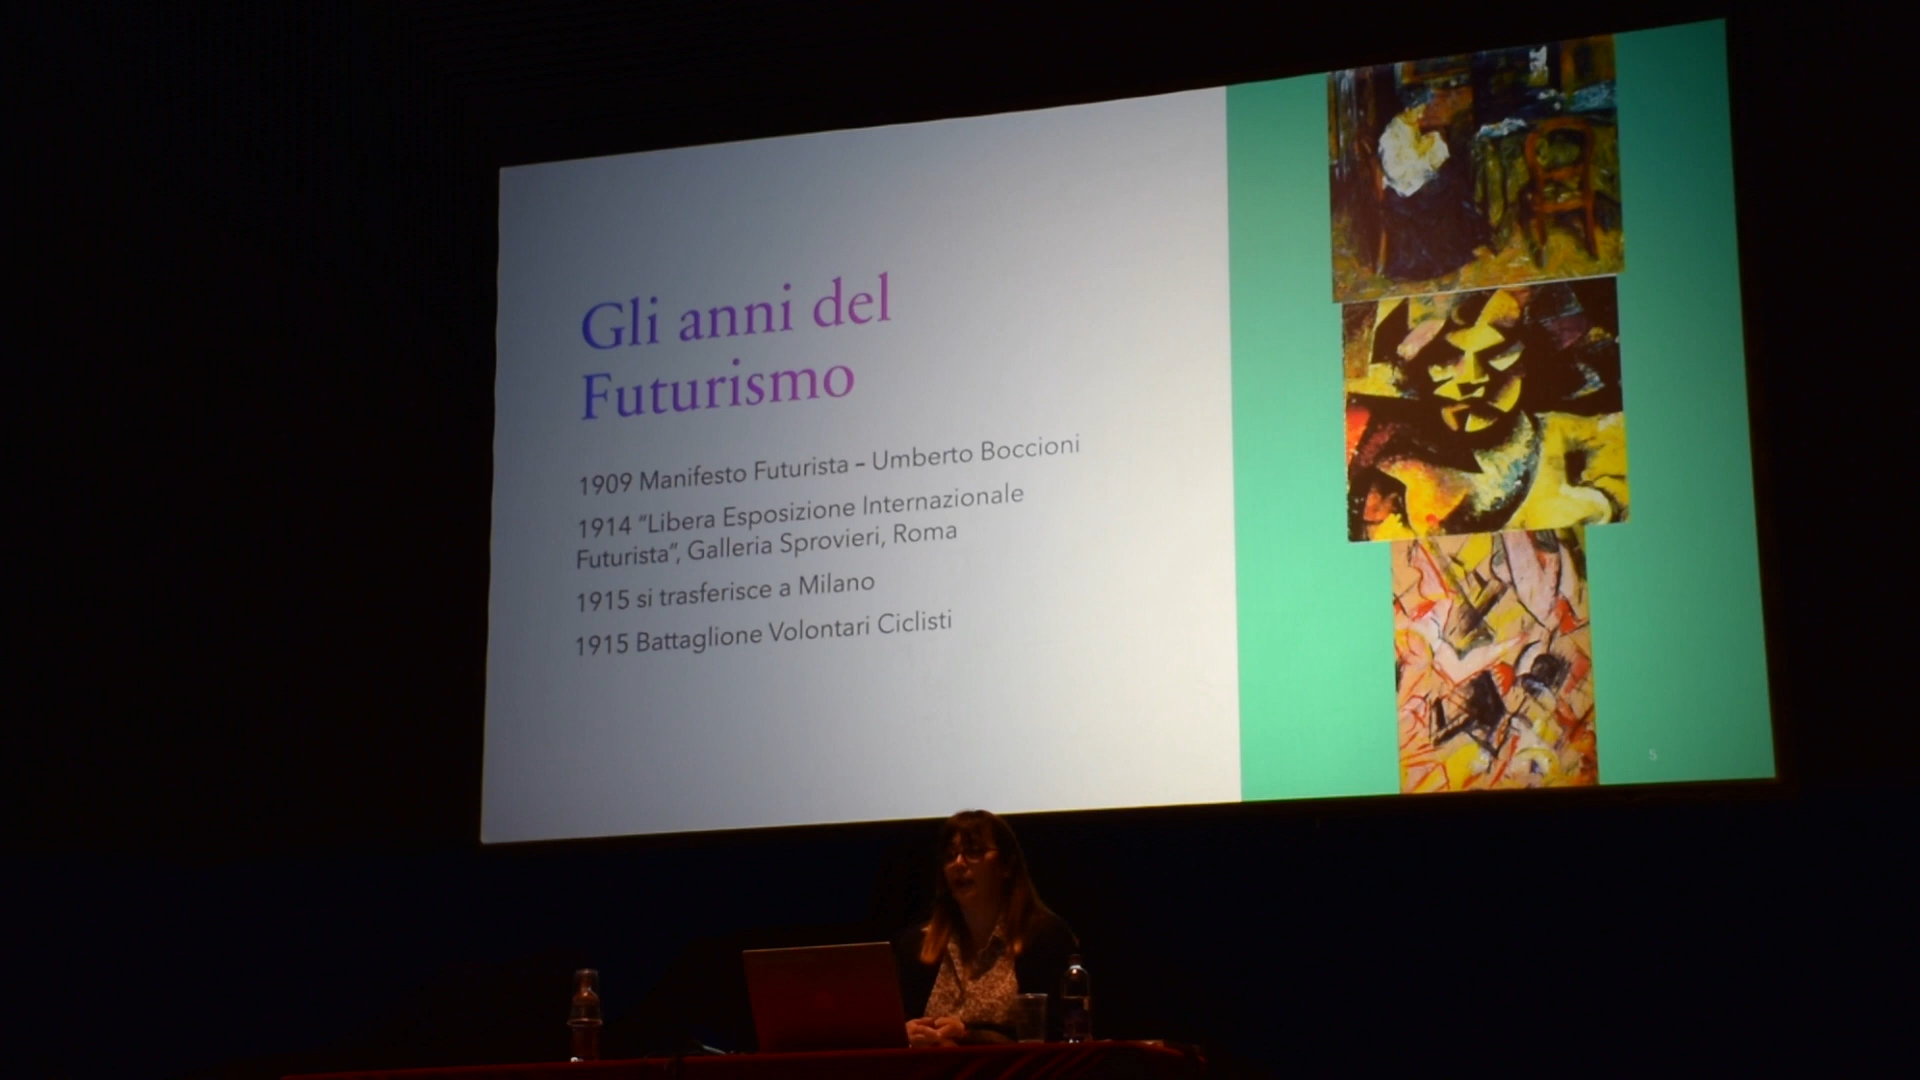 Gli anni del
Futurismo
1909 Manifesto Futurista – Umberto Boccioni
1914 “Libera Esposizione Internazionale
Futurista”, Galleria Sprovieri, Roma
1915 si trasferisce a Milano
1915 Battaglione Volontari Ciclisti
5